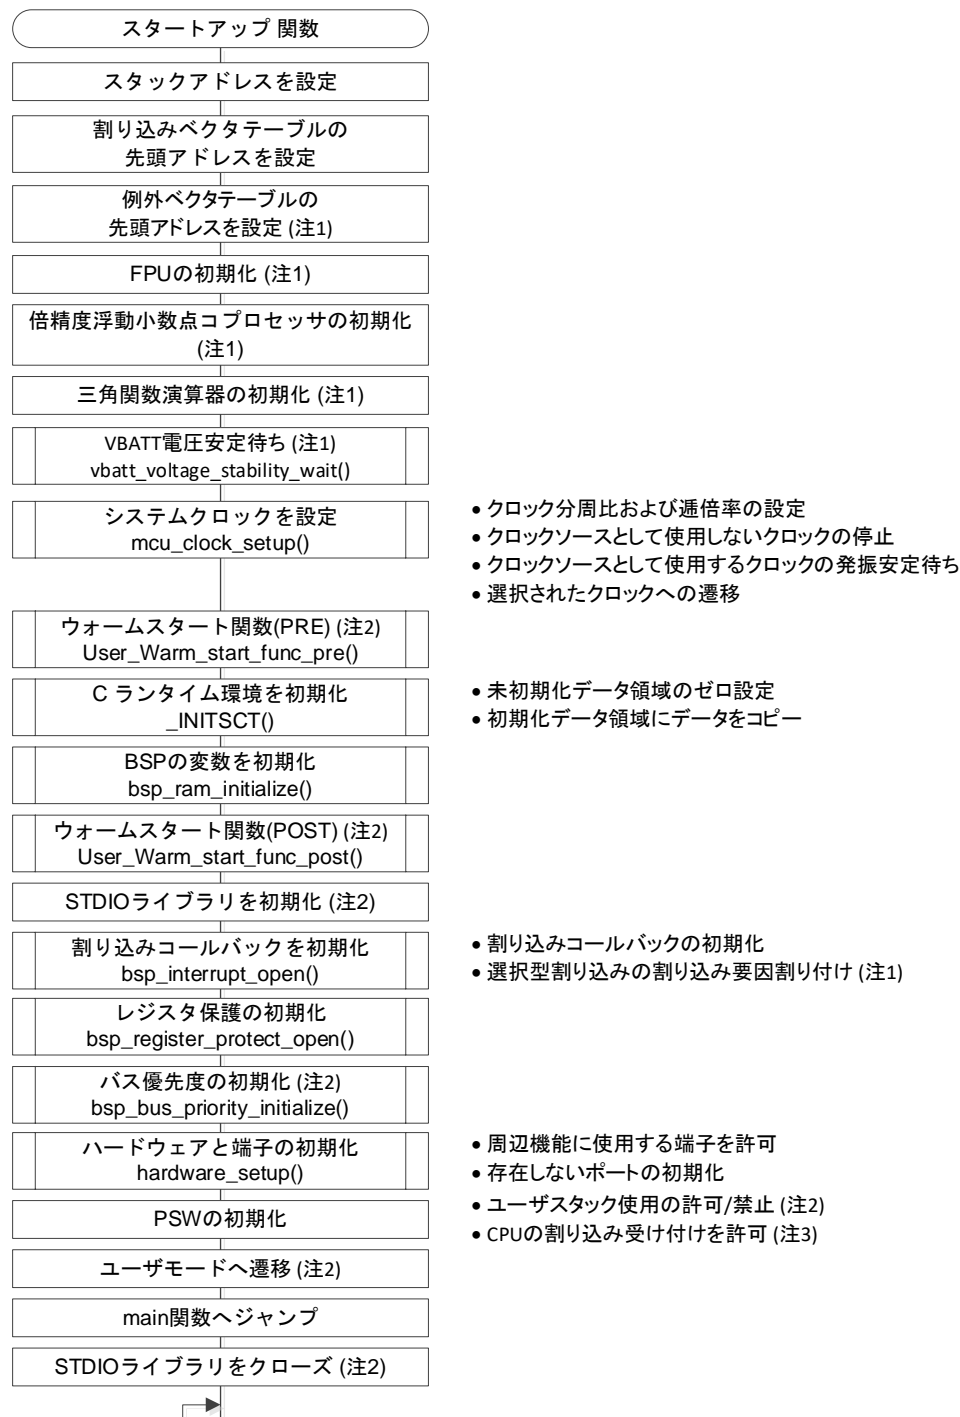 スタートアップ 関数
スタックアドレスを設定
割り込みベクタテーブルの
先頭アドレスを設定
例外ベクタテーブルの
先頭アドレスを設定 (注1)
FPUの初期化 (注1)
倍精度浮動小数点コプロセッサの初期化
(注1)
三角関数演算器の初期化 (注1)
VBATT電圧安定待ち (注1)
vbatt_voltage_stability_wait()
システムクロックを設定
mcu_clock_setup()
• クロック分周比および逓倍率の設定
• クロックソースとして使用しないクロックの停止
• クロックソースとして使用するクロックの発振安定待ち
• 選択されたクロックへの遷移
ウォームスタート関数(PRE) (注2)
User_Warm_start_func_pre()
C ランタイム環境を初期化
_INITSCT()
• 未初期化データ領域のゼロ設定
• 初期化データ領域にデータをコピー
BSPの変数を初期化
bsp_ram_initialize()
ウォームスタート関数(POST) (注2)
User_Warm_start_func_post()
STDIOライブラリを初期化 (注2)
割り込みコールバックを初期化
bsp_interrupt_open()
• 割り込みコールバックの初期化
• 選択型割り込みの割り込み要因割り付け (注1)
レジスタ保護の初期化
bsp_register_protect_open()
バス優先度の初期化 (注2)
bsp_bus_priority_initialize()
ハードウェアと端子の初期化
hardware_setup()
• 周辺機能に使用する端子を許可
• 存在しないポートの初期化
PSWの初期化
• ユーザスタック使用の許可/禁止 (注2)
• CPUの割り込み受け付けを許可 (注3)
ユーザモードへ遷移 (注2)
main関数へジャンプ
STDIOライブラリをクローズ (注2)